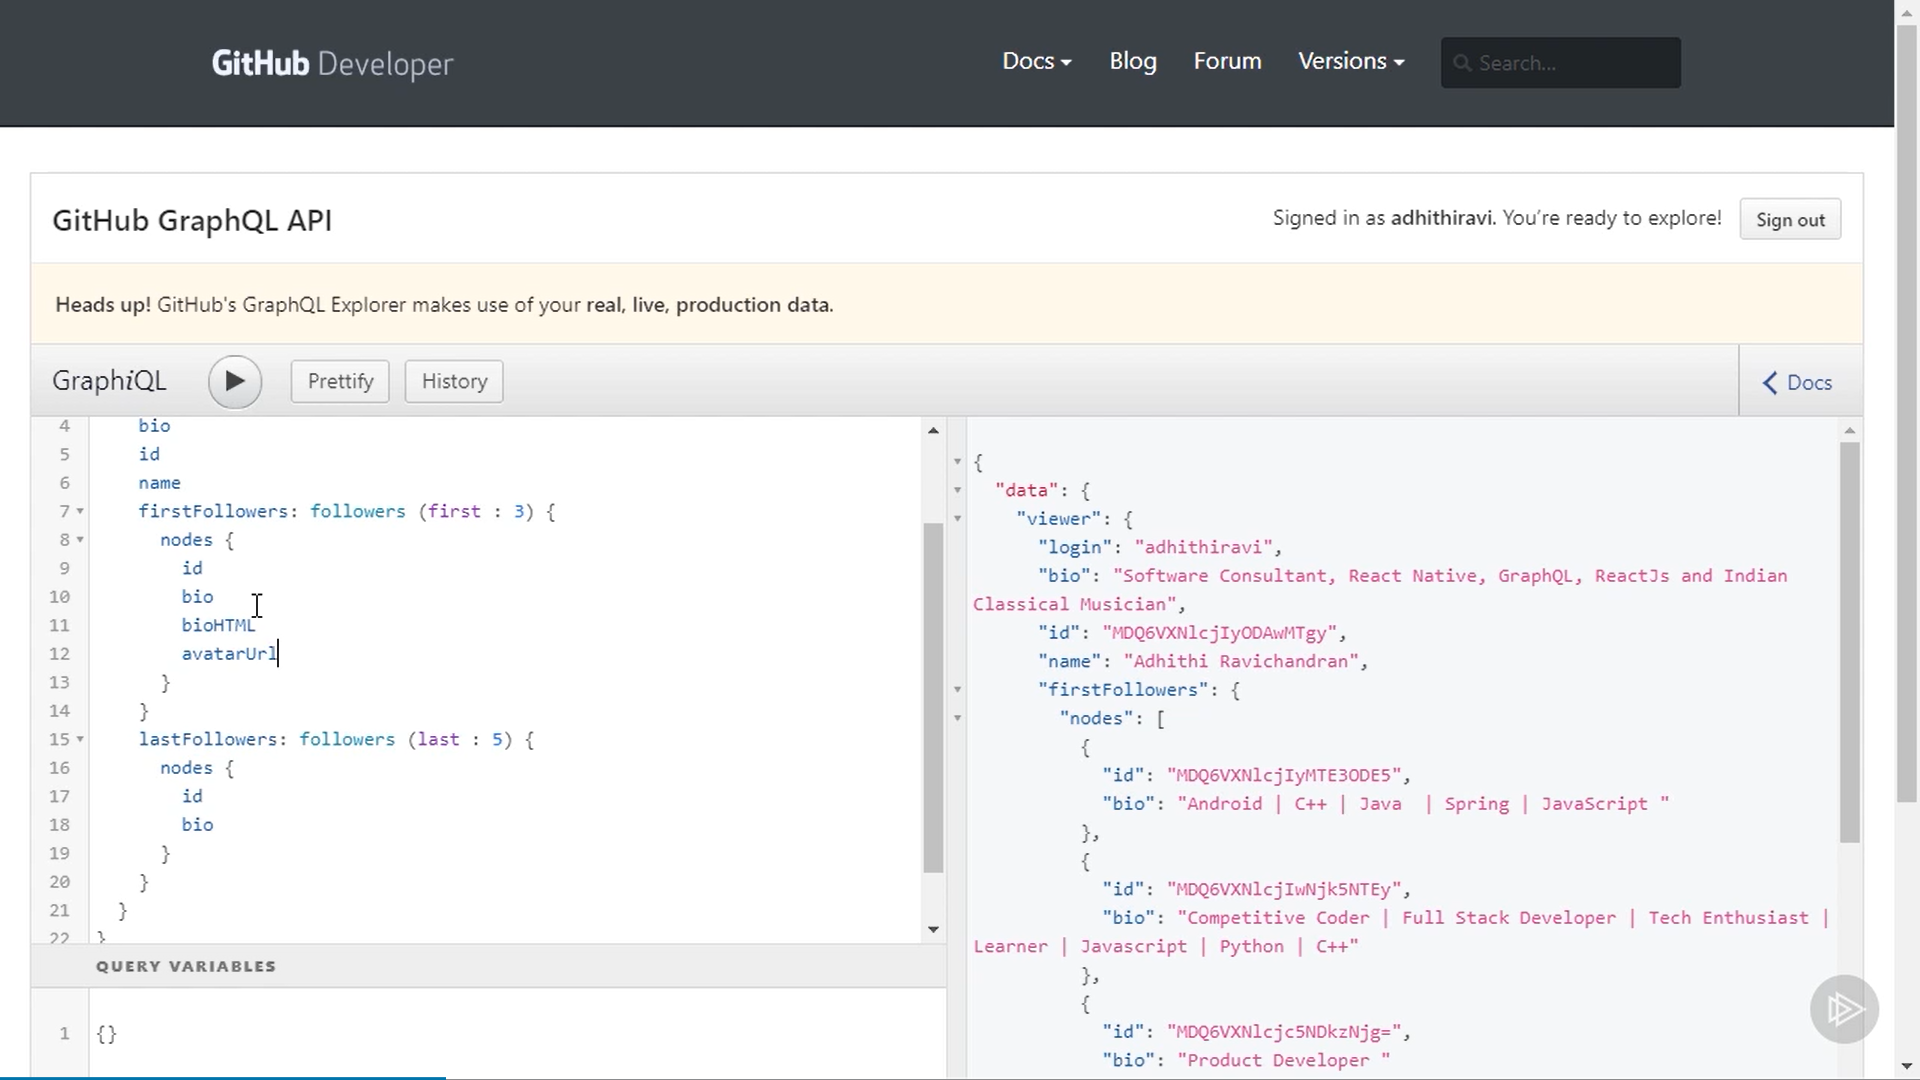 GitHub Developer
Docs
Blog
Forum
Versions
Search...
GitHub GraphQL API
Signed in as adhithiravi. You're ready to explore!
Sign out
Heads up! GitHub's GraphQL Explorer makes use of your real, live, production data.
GraphiQL
Prettify
History
Docs
4 bio
5 id
6 name
7 firstFollowers: followers (first : 3) {
8 nodes {
9 id
10 bio
11 bioHTML
12 avatarUrl
13 }
14 }
15 lastFollowers: followers (last : 5) {
16 nodes {
17 id
18 bio
19 }
20 }
21 }
22 }
QUERY VARIABLES
1 {}
{
"data": {
"viewer": {
"login": "adhithiravi",
"bio": "Software Consultant, React Native, GraphQL, ReactJs and Indian
Classical Musician",
"id": "MDQ6VXNlcjIyODAwMTgy",
"name": "Adhithi Ravichandran",
"firstFollowers": {
"nodes": [
{
"id": "MDQ6VXNlcjIyMTE3ODE5",
"bio": "Android | C++ | Java  | Spring | JavaScript "
},
{
"id": "MDQ6VXNlcjIwNjk5NTEy",
"bio": "Competitive Coder | Full Stack Developer | Tech Enthusiast |
Learner | Javascript | Python | C++"
},
{
"id": "MDQ6VXNlcjc5NDkzNjg=",
"bio": "Product Developer "